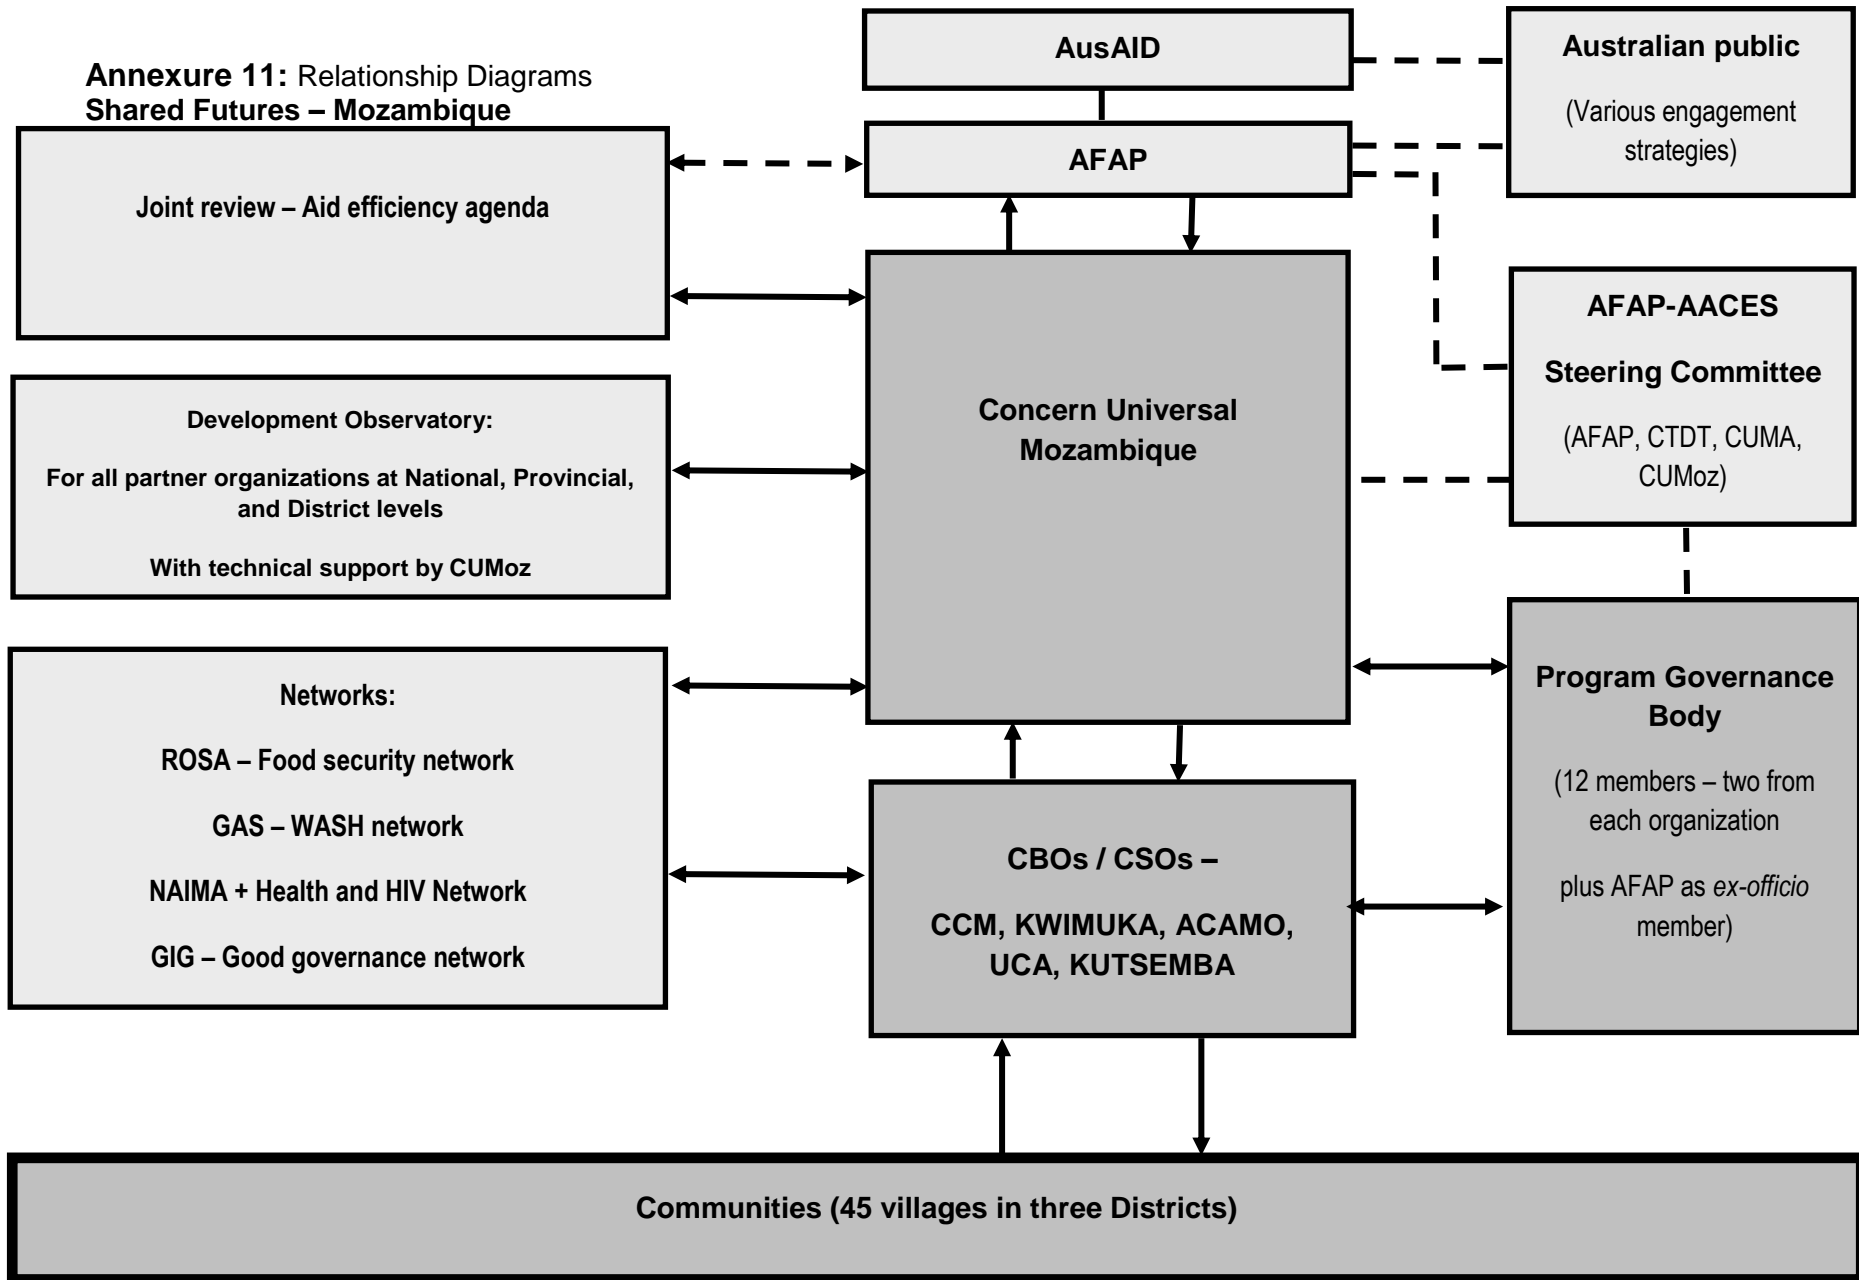 Annexure 11: Relationship Diagrams
Shared Futures – Mozambique
AusAID
AFAP
Australian public
(Various engagement
strategies)
Joint review – Aid efficiency agenda
Development Observatory:
For all partner organizations at National, Provincial,
and District levels
With technical support by CUMoz
Concern Universal
Mozambique
AFAP-AACES
Steering Committee
(AFAP, CTDT, CUMA,
CUMoz)
Networks:
ROSA – Food security network
GAS – WASH network
NAIMA + Health and HIV Network
GIG – Good governance network
CBOs / CSOs –
CCM, KWIMUKA, ACAMO,
UCA, KUTSEMBA
Program Governance
Body
(12 members – two from
each organization
plus AFAP as ex-officio
member)
Communities (45 villages in three Districts)